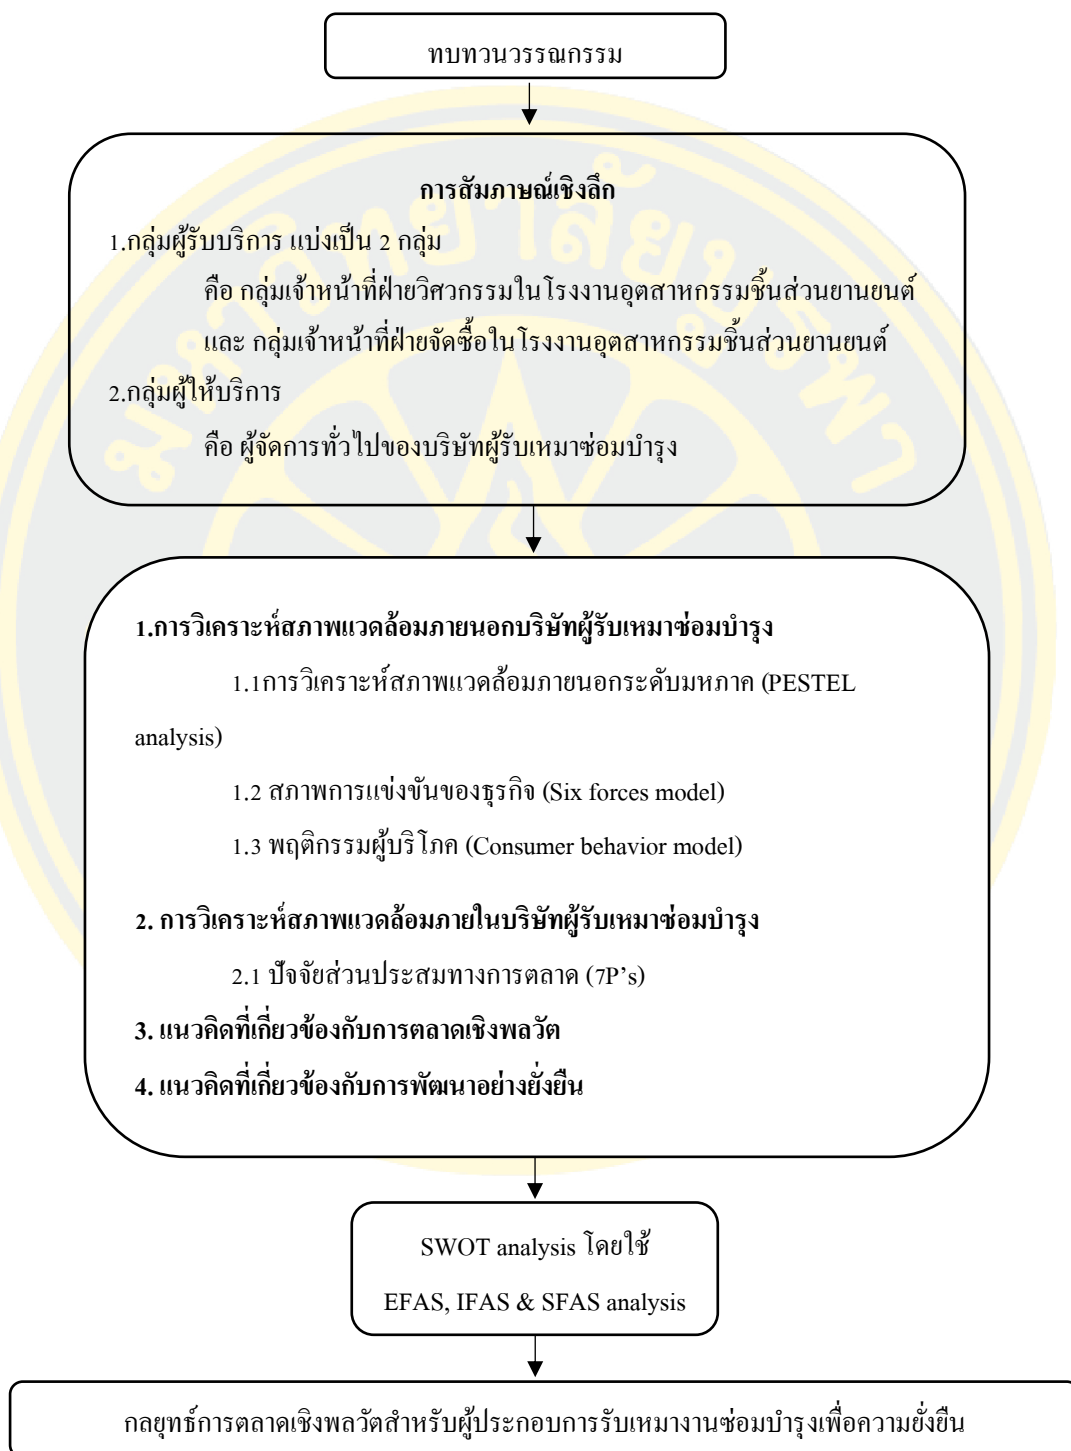 ทบทวนวรรณกรรม
การสัมภาษณ์เชิงลึก
1.กลุ่มผู้รับบริการ แบ่งเป็น 2 กลุ่ม
คือ กลุ่มเจ้าหน้าที่ฝ่ายวิศวกรรมในโรงงานอุตสาหกรรมชิ้นส่วนยานยนต์
และ กลุ่มเจ้าหน้าที่ฝ่ายจัดซื้อในโรงงานอุตสาหกรรมชิ้นส่วนยานยนต์
2.กลุ่มผู้ให้บริการ
คือ ผู้จัดการทั่วไปของบริษัทผู้รับเหมาซ่อมบำรุง
1.การวิเคราะห์สภาพแวดล้อมภายนอกบริษัทผู้รับเหมาซ่อมบำรุง
1.1การวิเคราะห์สภาพแวดล้อมภายนอกระดับมหภาค (PESTEL
analysis)
1.2 สภาพการแข่งขันของธุรกิจ (Six forces model)
1.3 พฤติกรรมผู้บริโภค (Consumer behavior model)
2. การวิเคราะห์สภาพแวดล้อมภายในบริษัทผู้รับเหมาซ่อมบำรุง
2.1 ปัจจัยส่วนประสมทางการตลาด (7P’s)
3. แนวคิดที่เกี่ยวข้องกับการตลาดเชิงพลวัต
4. แนวคิดที่เกี่ยวข้องกับการพัฒนาอย่างยั่งยืน
SWOT analysis โดยใช้
EFAS, IFAS & SFAS analysis
กลยุทธ์การตลาดเชิงพลวัตสำหรับผู้ประกอบการรับเหมางานซ่อมบำรุงเพื่อความยั่งยืน
มหาวิทยาลัยบูรพา